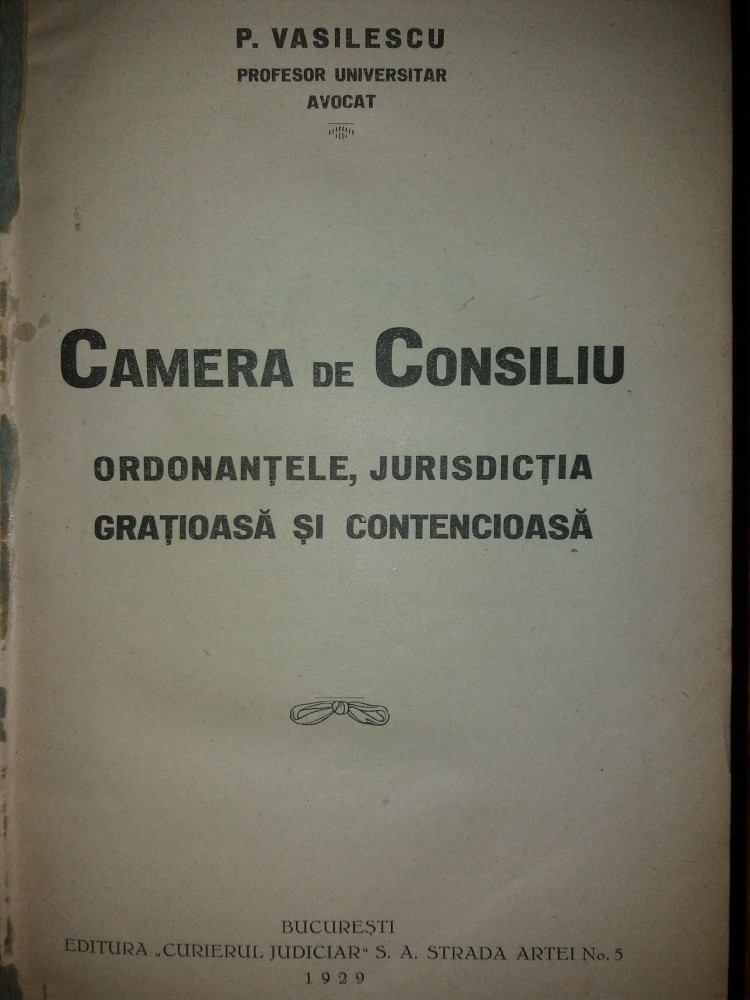 P. VASILESCU
PROFESOR UNIVERSITAR
AVOCAT
CAMERA DE CONSILIU
ORDONANȚELE, JURISDICȚIA
GRAȚIOASĂ ȘI CONTENCIOASĂ
BUCUREȘTI
EDITURA „CURIERUL JUDICIAR" S. A. STRADA ARTEI No. 5
1929